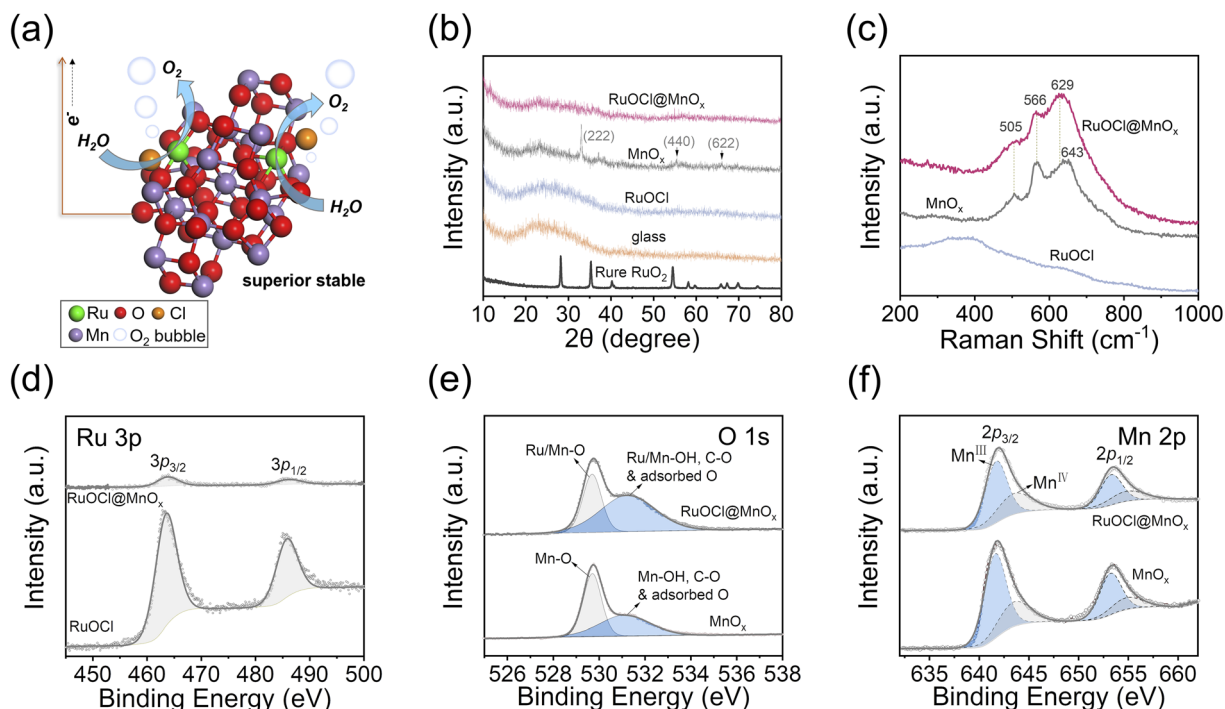 (a)
O₂
O₂
e⁻
H₂O
H₂O
superior stable
Ru O Cl
Mn O₂ bubble
(b)
Intensity (a.u.)
RuOCl@MnOₓ
(222)
(440)
(622)
MnOₓ
RuOCl
glass
Rure RuO₂
10 20 30 40 50 60 70 80
2θ (degree)
(c)
Intensity (a.u.)
629
566
505
RuOCl@MnOₓ
643
MnOₓ
RuOCl
200 400 600 800 1000
Raman Shift (cm⁻¹)
(d)
Intensity (a.u.)
Ru 3p
3p₃/₂ 3p₁/₂
RuOCl@MnOₓ
RuOCl
450 460 470 480 490 500
Binding Energy (eV)
(e)
Intensity (a.u.)
O 1s
Ru/Mn-O
Ru/Mn-OH, C-O
& adsorbed O
RuOCl@MnOₓ
Mn-O
Mn-OH, C-O
& adsorbed O
MnOₓ
526 528 530 532 534 536 538
Binding Energy (eV)
(f)
Intensity (a.u.)
Mn 2p
2p₃/₂
Mnᴵᴵᴵ
2p₁/₂
Mnᴵⱽ
RuOCl@MnOₓ
MnOₓ
635 640 645 650 655 660
Binding Energy (eV)